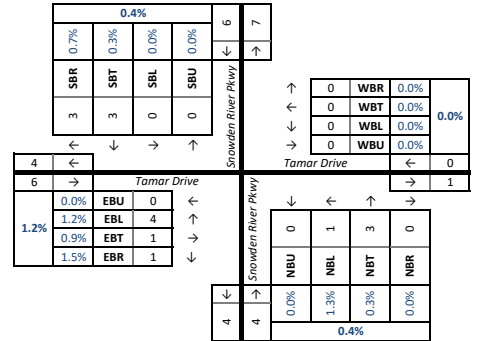 0.4%
0.7% 0.3% 0.0% 0.0%
SBR SBT SBL SBU
3 3 0 0
← ↓ → ↑
6 7
↓ ↑
Snowden River Pkwy
↑ 0 WBR 0.0%
← 0 WBT 0.0%
↓ 0 WBL 0.0%
→ 0 WBU 0.0%
0.0%
4 ←
Tamar Drive ← 0
6 → Tamar Drive
→ 1
1.2%
0.0% EBU 0 ←
1.2% EBL 4 ↑
0.9% EBT 1 →
1.5% EBR 1 ↓
Snowden River Pkwy
↓ ↑
4 4
↓ ← ↑ →
0 1 3 0
NBU NBL NBT NBR
0.0% 1.3% 0.3% 0.0%
0.4%